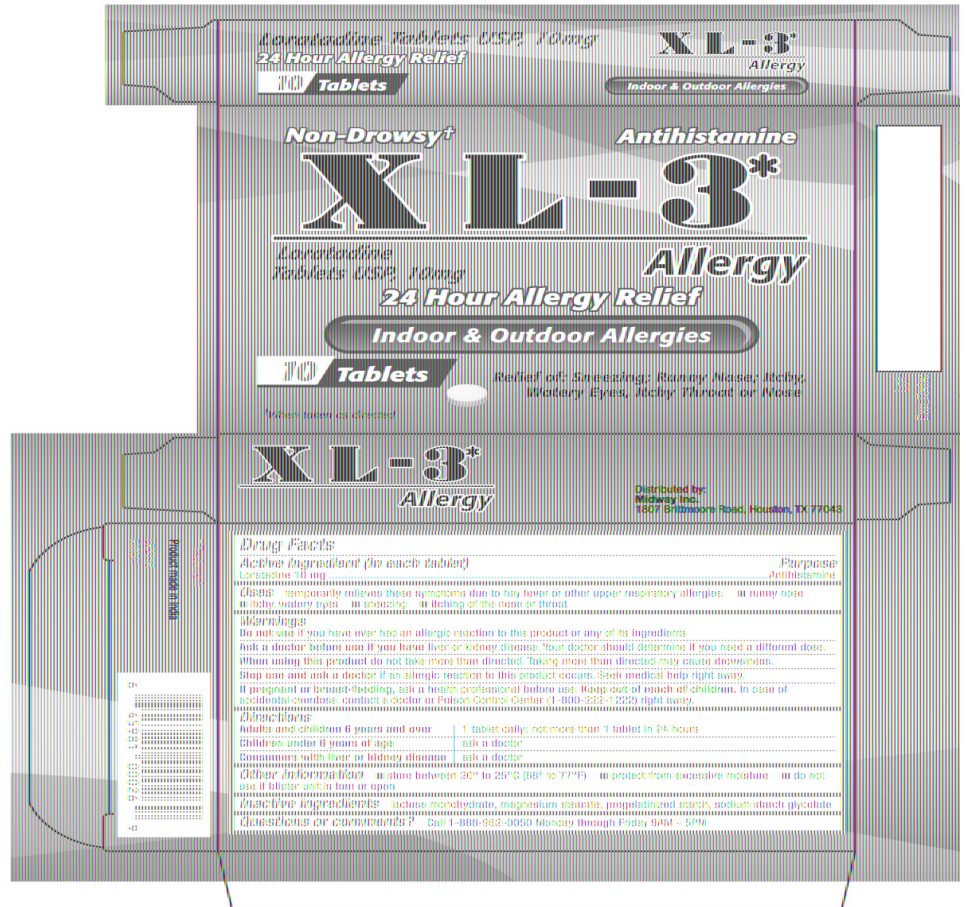 Loratadine Tablets USP, 10mg
24 Hour Allergy Relief
10 Tablets
XL-3*
Allergy
Indoor & Outdoor Allergies
Non-Drowsy†
Antihistamine
XL-3*
Allergy
Loratadine
Tablets USP, 10mg
24 Hour Allergy Relief
Indoor & Outdoor Allergies
10 Tablets
Relief of: Sneezing; Runny Nose; Itchy,
Watery Eyes, Itchy Throat or Nose
†When taken as directed
XL-3*
Allergy
Distributed by:
Midway Inc.
1807 Brittmoore Road, Houston, TX 77043
Product made in India
Drug Facts
Active Ingredient (in each tablet) Purpose
Loratadine 10 mg Antihistamine
Uses temporarily relieves these symptoms due to hay fever or other upper respiratory allergies: ■ runny nose
■ itchy, watery eyes ■ sneezing ■ itching of the nose or throat
Warnings
Do not use if you have ever had an allergic reaction to this product or any of its ingredients.
Ask a doctor before use if you have liver or kidney disease. Your doctor should determine if you need a different dose.
When using this product do not take more than directed. Taking more than directed may cause drowsiness.
Stop use and ask a doctor if an allergic reaction to this product occurs. Seek medical help right away.
If pregnant or breast-feeding, ask a health professional before use. Keep out of reach of children. In case of
accidental overdose, contact a doctor or Poison Control Center (1-800-222-1222) right away.
Directions
Adults and children 6 years and over 1 tablet daily; not more than 1 tablet in 24 hours
Children under 6 years of age ask a doctor
Consumers with liver or kidney disease ask a doctor
Other Information ■ store between 20° to 25°C (68° to 77°F) ■ protect from excessive moisture ■ do not
use if blister unit is torn or open
Inactive Ingredients lactose monohydrate, magnesium stearate, pregelatinized starch, sodium starch glycolate
Questions or comments? Call Monday through Friday 9AM - 5PM